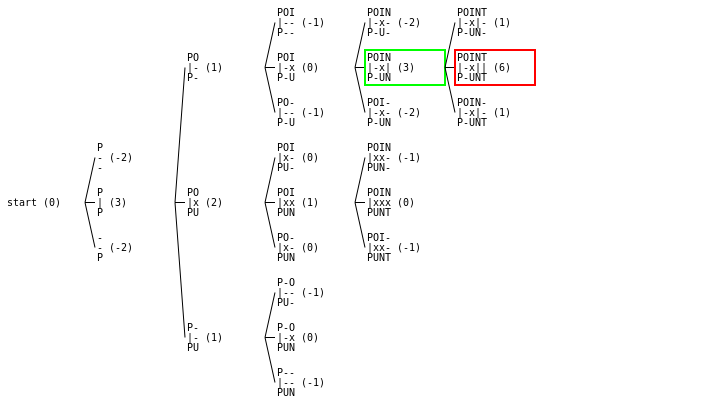 start (0)
P
- (-2)
-
P
| (3)
P
-
- (-2)
P
PO
|- (1)
P-
PO
|x (2)
PU
P-
|- (1)
PU
POI
|-- (-1)
P--
POI
|-x (0)
P-U
PO-
|-- (-1)
P-U
POI
|x- (0)
PU-
POI
|xx (1)
PUN
PO-
|x- (0)
PUN
P-O
|-- (-1)
PU-
P-O
|-x (0)
PUN
P--
|-- (-1)
PUN
POIN
|-x- (-2)
P-U-
POIN
|-x| (3)
P-UN
POI-
|-x- (-2)
P-UN
POIN
|xx- (-1)
PUN-
POIN
|xxx (0)
PUNT
POI-
|xx- (-1)
PUNT
POINT
|-x|- (1)
P-UN-
POINT
|-x|| (6)
P-UNT
POIN-
|-x|- (1)
P-UNT